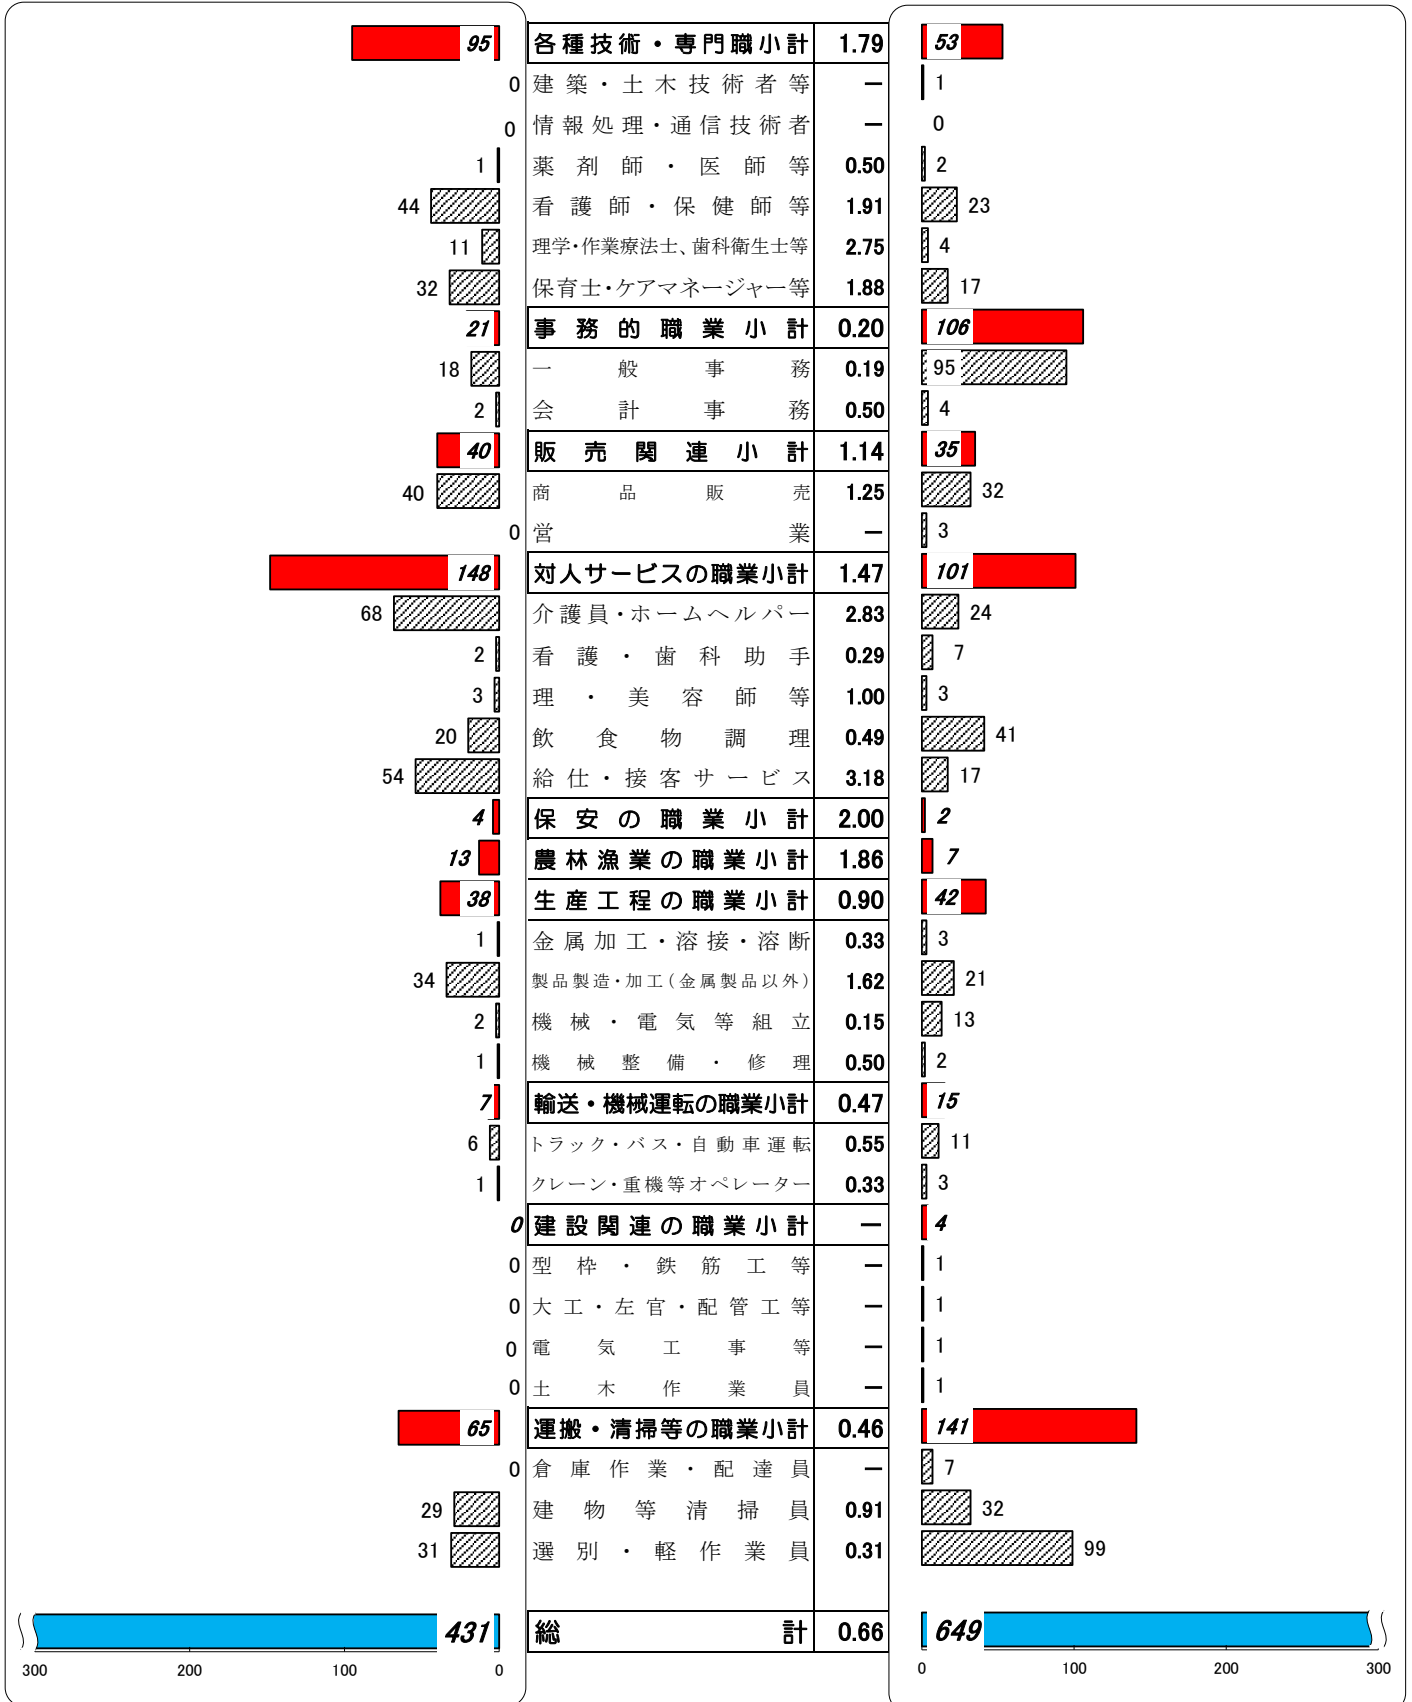 95 各種技術・専門職小計 1.79 53
0 建築・土木技術者等 － 1
0 情報処理・通信技術者 － 0
1 薬剤師・医師等 0.50 2
44 看護師・保健師等 1.91 23
11 理学・作業療法士、歯科衛生士等 2.75 4
32 保育士・ケアマネージャー等 1.88 17
21 事務的職業小計 0.20 106
18 一般事務 0.19 95
2 会計事務 0.50 4
40 販売関連小計 1.14 35
40 商品販売 1.25 32
0 営業 － 3
148 対人サービスの職業小計 1.47 101
68 介護員・ホームヘルパー 2.83 24
2 看護・歯科助手 0.29 7
3 理・美容師等 1.00 3
20 飲食物調理 0.49 41
54 給仕・接客サービス 3.18 17
4 保安の職業小計 2.00 2
13 農林漁業の職業小計 1.86 7
38 生産工程の職業小計 0.90 42
1 金属加工・溶接・溶断 0.33 3
34 製品製造・加工(金属製品以外) 1.62 21
2 機械・電気等組立 0.15 13
1 機械整備・修理 0.50 2
7 輸送・機械運転の職業小計 0.47 15
6 トラック・バス・自動車運転 0.55 11
1 クレーン・重機等オペレーター 0.33 3
0 建設関連の職業小計 － 4
0 型枠・鉄筋工等 － 1
0 大工・左官・配管工等 － 1
0 電気工事等 － 1
0 土木作業員 － 1
65 運搬・清掃等の職業小計 0.46 141
0 倉庫作業・配達員 － 7
29 建物等清掃員 0.91 32
31 選別・軽作業員 0.31 99
431 総計 0.66 649
300 200 100 0 0 100 200 300